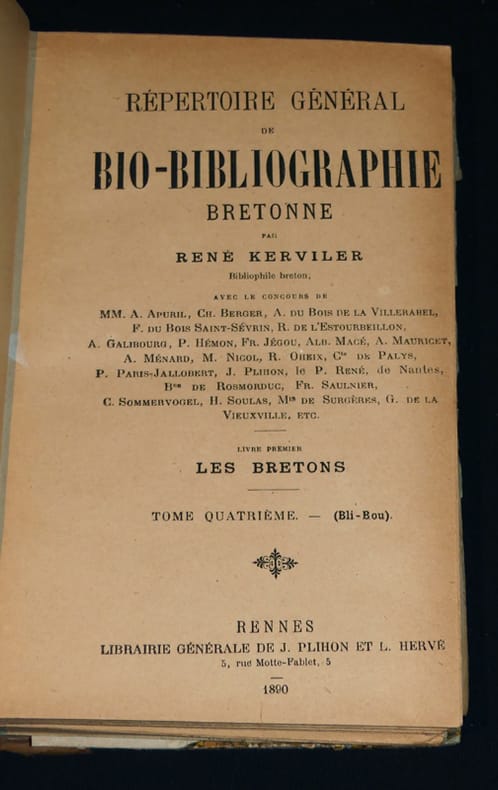 RÉPERTOIRE GÉNÉRAL
DE
BIO-BIBLIOGRAPHIE
BRETONNE
PAR
RENÉ KERVILER
Bibliophile breton,
AVEC LE CONCOURS DE
MM. A. APURIL, CH. BERGER, A. DU BOIS DE LA VILLERABEL,
F. DU BOIS SAINT-SÉVRIN, R. DE L'ESTOURBEILLON,
A. GALIBOURG, P. HÉMON, FR. JÉGOU, ALB. MACÉ, A. MAURICET,
A. MÉNARD, M. NICOL, R. OHEIX, Cte DE PALYS,
P. PARIS-JALLOBERT, J. PLIHON, le P. RENÉ, de Nantes,
Bon DE ROSMORDUC, FR. SAULNIER,
C. SOMMERVOGEL, H. SOULAS, Mis DE SURGÈRES, G. DE LA
VIEUXVILLE, ETC.
LIVRE PREMIER
LES BRETONS
TOME QUATRIÈME. — (Bli-Bou).
RENNES
LIBRAIRIE GÉNÉRALE DE J. PLIHON ET L. HERVÉ
5, rue Motte-Fablet, 5
1890